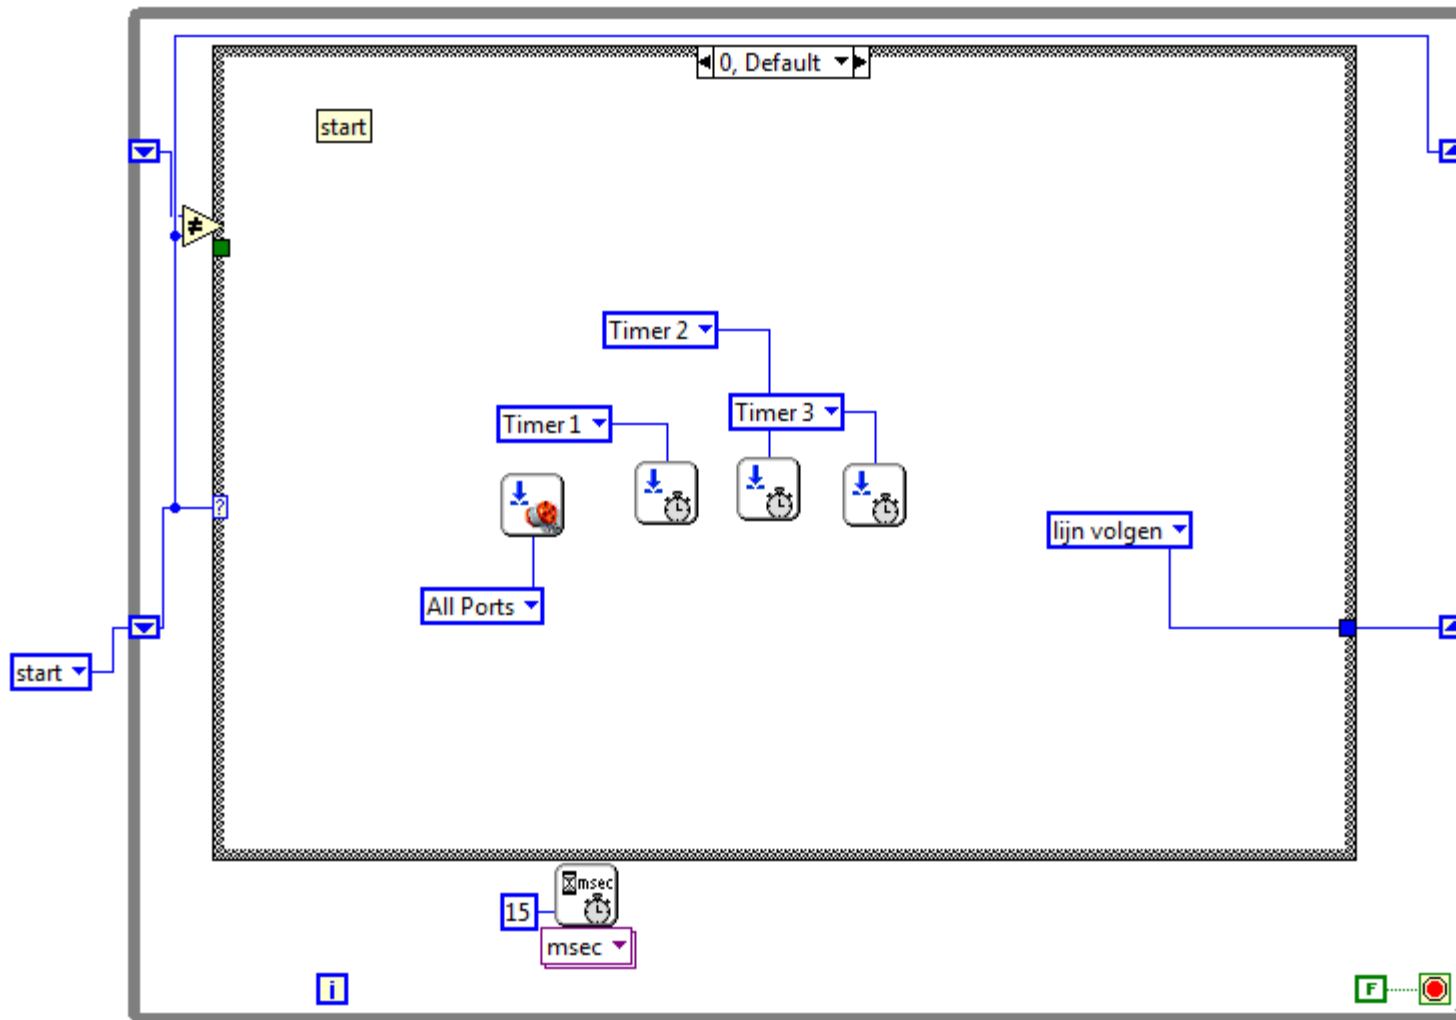 0, Default
start
≠
Timer 2
Timer 3
Timer 1
?
lijn volgen
All Ports
start
msec
15
msec
i
F